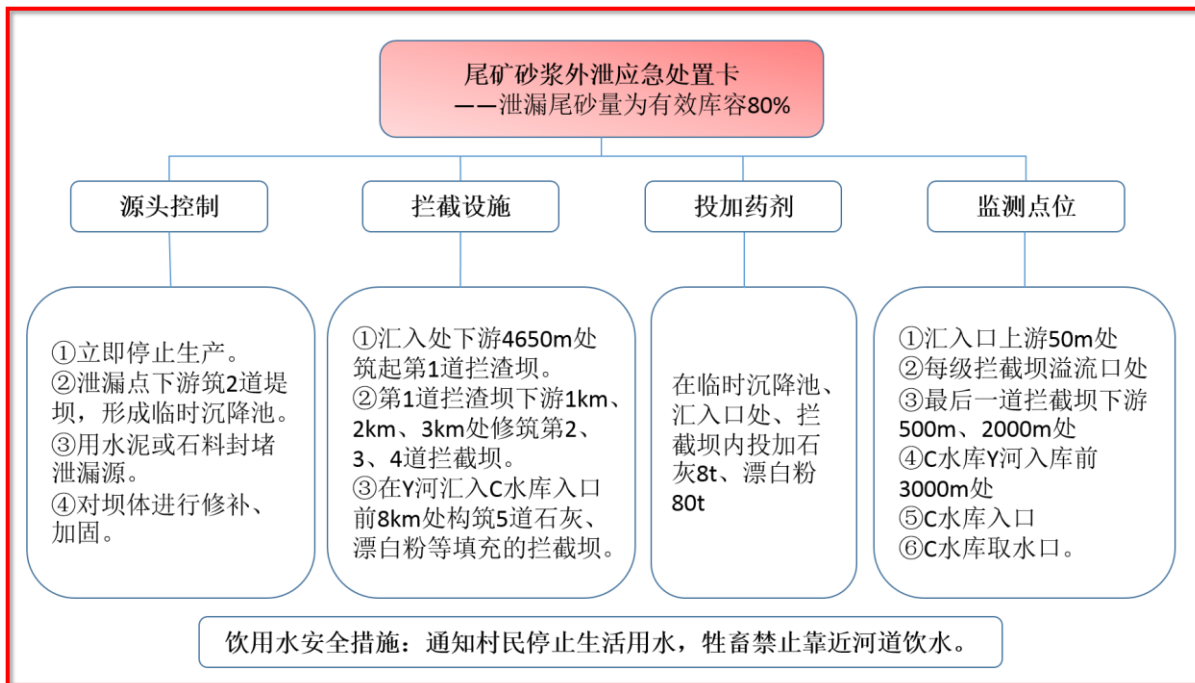 尾矿砂浆外泄应急处置卡
——泄漏尾砂量为有效库容80%
源头控制
拦截设施
投加药剂
监测点位
①立即停止生产。
②泄漏点下游筑2道堤
坝，形成临时沉降池。
③用水泥或石料封堵
泄漏源。
④对坝体进行修补、
加固。
①汇入处下游4650m处
筑起第1道拦渣坝。
②第1道拦渣坝下游1km、
2km、3km处修筑第2、
3、4道拦截坝。
③在Y河汇入C水库入口
前8km处构筑5道石灰、
漂白粉等填充的拦截坝。
在临时沉降池、
汇入口处、拦
截坝内投加石
灰8t、漂白粉
80t
①汇入口上游50m处
②每级拦截坝溢流口处
③最后一道拦截坝下游
500m、2000m处
④C水库Y河入库前
3000m处
⑤C水库入口
⑥C水库取水口。
饮用水安全措施：通知村民停止生活用水，牲畜禁止靠近河道饮水。